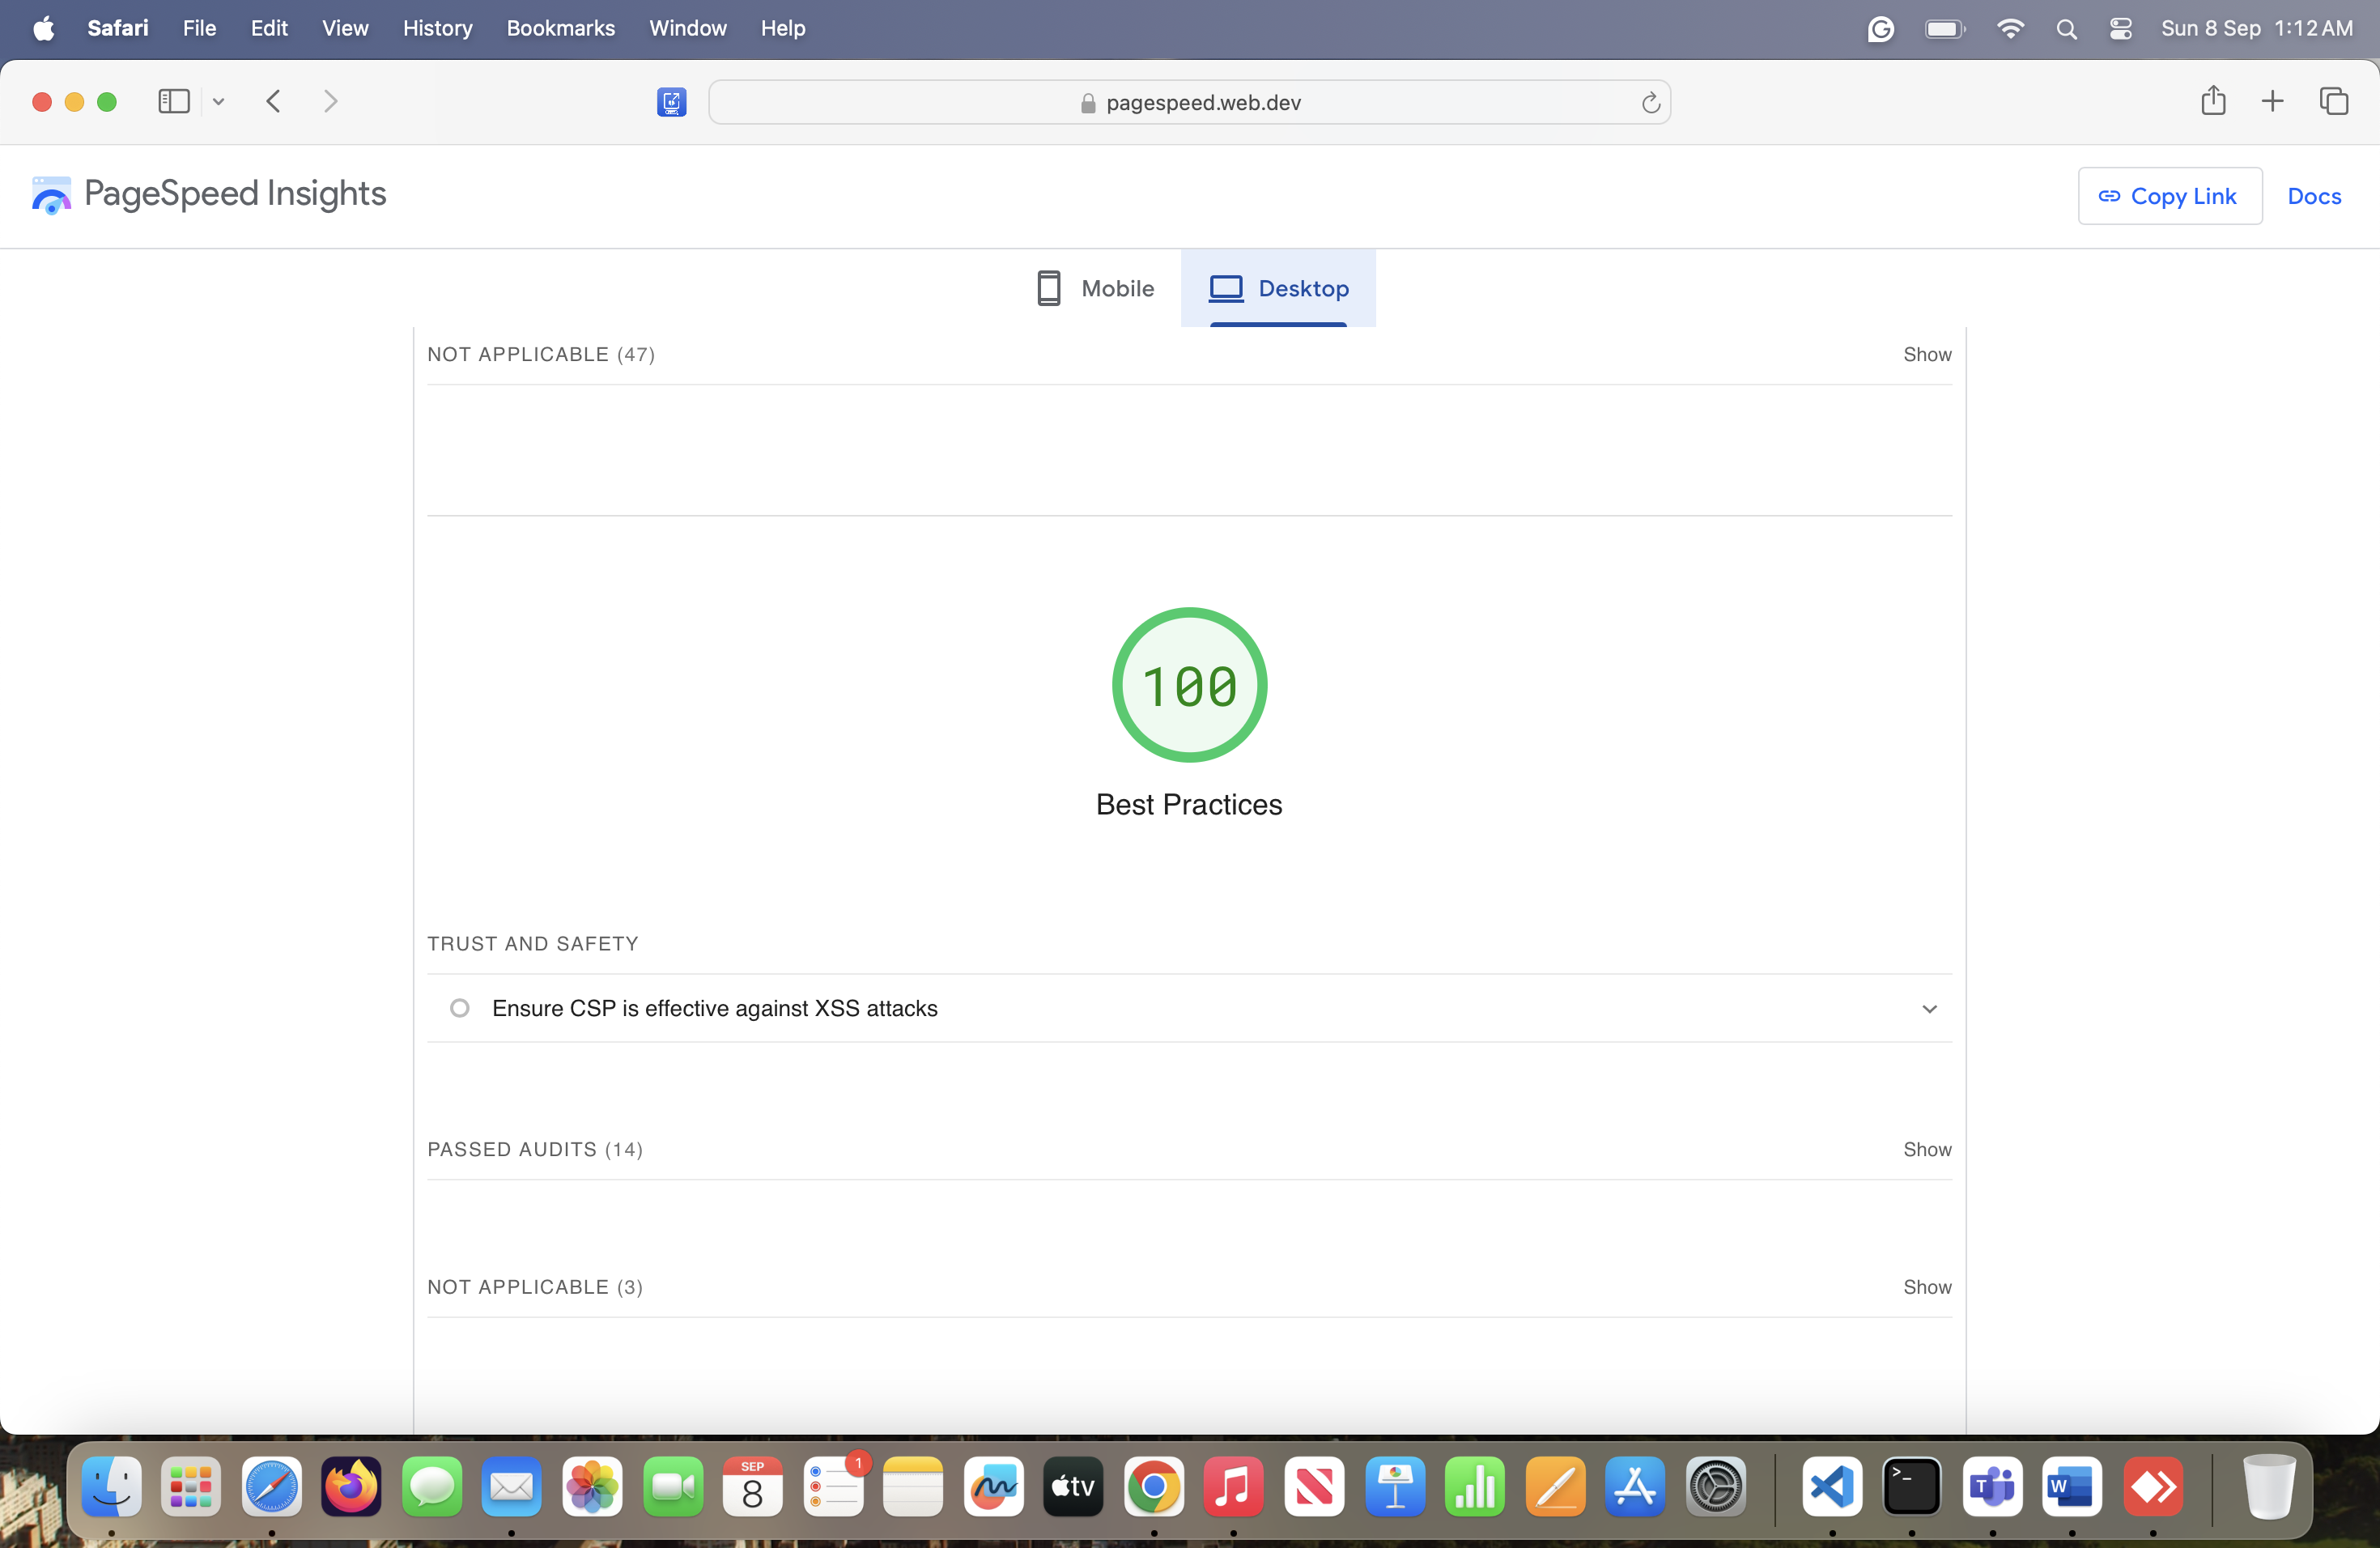 Safari File Edit View History Bookmarks Window Help Sun 8 Sep 1:12 AM
pagespeed.web.dev
PageSpeed Insights Copy Link Docs
Mobile Desktop
NOT APPLICABLE (47) Show
100
Best Practices
TRUST AND SAFETY
Ensure CSP is effective against XSS attacks
PASSED AUDITS (14) Show
NOT APPLICABLE (3) Show
SEP
8
1
tv
>_
T
W